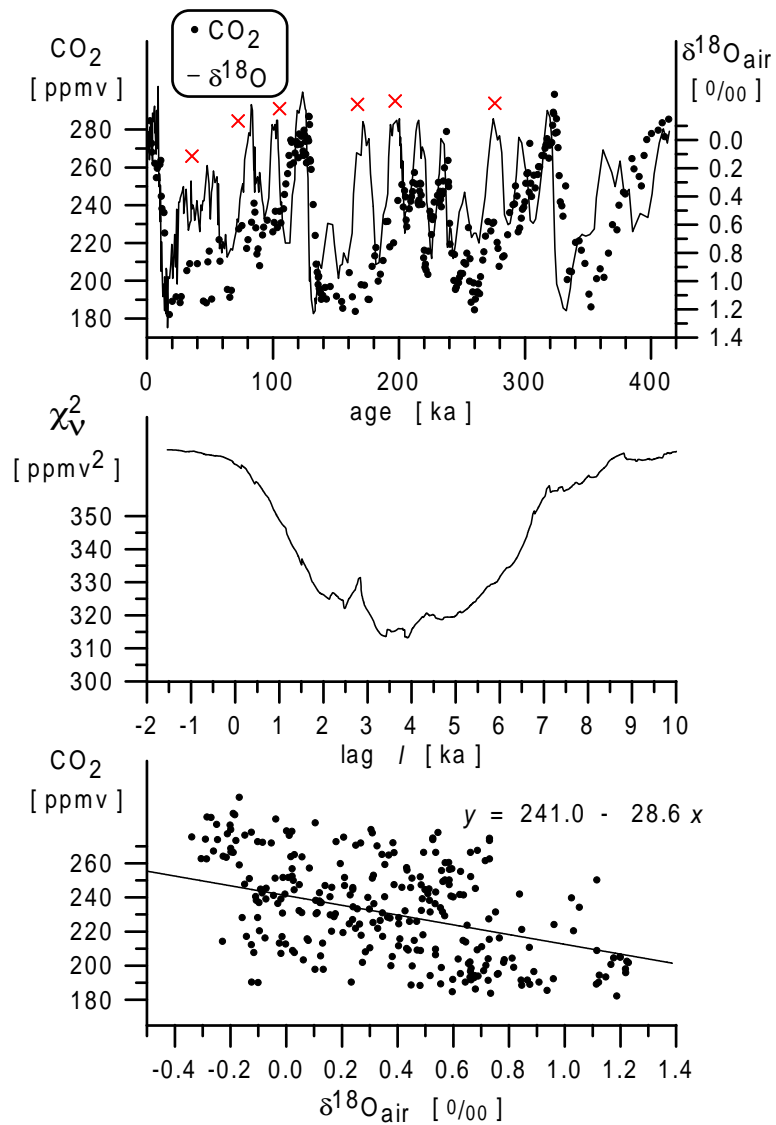 CO2
[ ppmv]
• CO2
– δ18O
δ18Oair
[ 0/00]
280
260
240
220
200
180
0.0
0.2
0.4
0.6
0.8
1.0
1.2
1.4
0 100 200 300 400
age [ ka ]
χ2ν
[ ppmv2 ]
350
340
330
320
310
300
-2 -1 0 1 2 3 4 5 6 7 8 9 10
lag l [ ka ]
CO2
[ ppmv]
y = 241.0 - 28.6 x
260
240
220
200
180
-0.4 -0.2 0.0 0.2 0.4 0.6 0.8 1.0 1.2 1.4
δ18Oair [ 0/00 ]